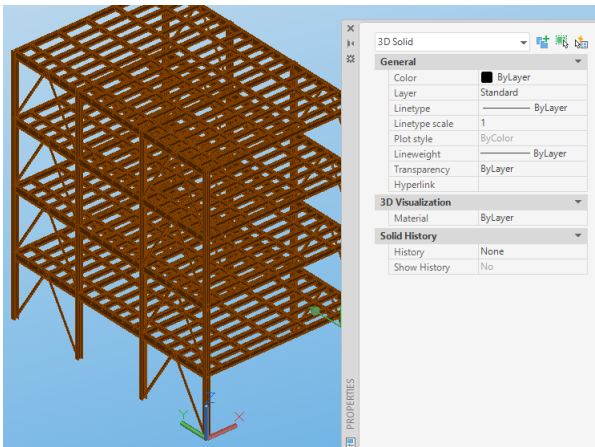 3D Solid
General
Color ByLayer
Layer Standard
Linetype ByLayer
Linetype scale 1
Plot style ByColor
Lineweight ByLayer
Transparency ByLayer
Hyperlink
3D Visualization
Material ByLayer
Solid History
History None
Show History No
PROPERTIES
Z
Y
X